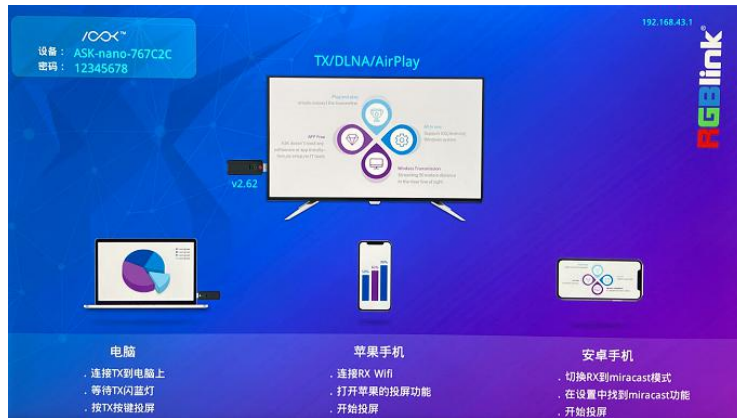 设备： ASK-nano-767C2C
密码： 12345678
192.168.43.1
RGBlink
TX/DLNA/AirPlay
v2.62
电脑
. 连接TX到电脑上
. 等待TX闪蓝灯
. 按TX按键投屏
苹果手机
. 连接RX Wifi
. 打开苹果的投屏功能
. 开始投屏
安卓手机
. 切换RX到miracast模式
. 在设置中找到miracast功能
. 开始投屏